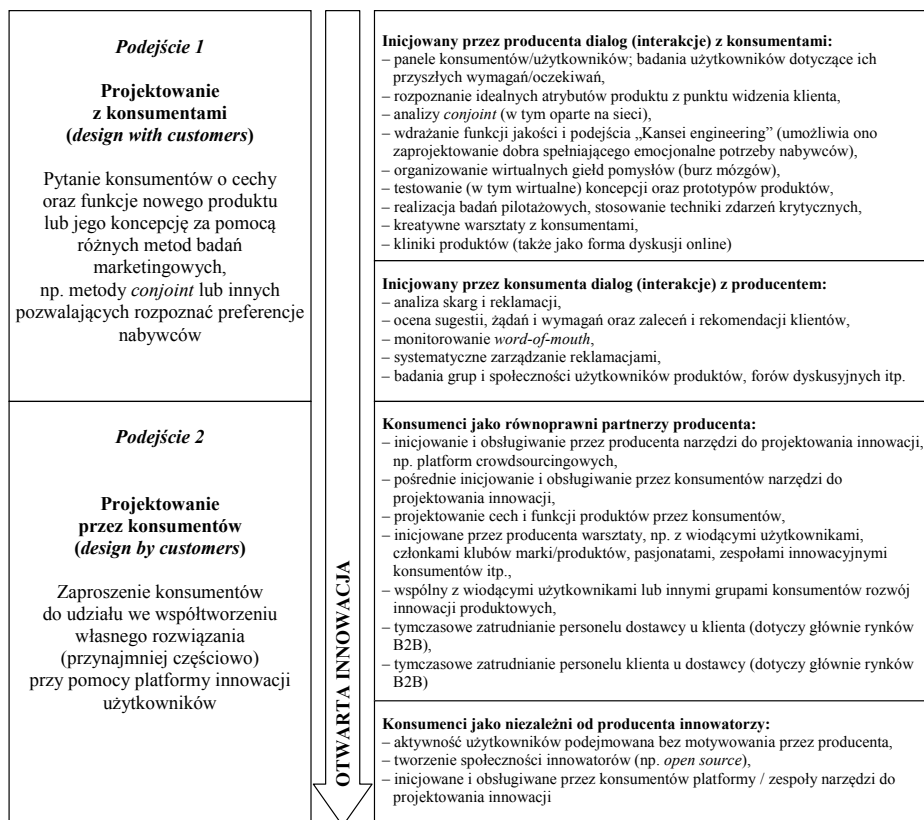 Podejście 1
Projektowanie
z konsumentami
(design with customers)
Pytanie konsumentów o cechy
oraz funkcje nowego produktu
lub jego koncepcję za pomocą
różnych metod badań
marketingowych,
np. metody conjoint lub innych
pozwalających rozpoznać preferencje
nabywców
Podejście 2
Projektowanie
przez konsumentów
(design by customers)
Zaproszenie konsumentów
do udziału we współtworzeniu
własnego rozwiązania
(przynajmniej częściowo)
przy pomocy platformy innowacji
użytkowników
OTWARTA INNOWACJA
Inicjowany przez producenta dialog (interakcje) z konsumentami:
– panele konsumentów/użytkowników; badania użytkowników dotyczące ich
przyszłych wymagań/oczekiwań,
– rozpoznanie idealnych atrybutów produktu z punktu widzenia klienta,
– analizy conjoint (w tym oparte na sieci),
– wdrażanie funkcji jakości i podejścia „Kansei engineering” (umożliwia ono
zaprojektowanie dobra spełniającego emocjonalne potrzeby nabywców),
– organizowanie wirtualnych giełd pomysłów (burz mózgów),
– testowanie (w tym wirtualne) koncepcji oraz prototypów produktów,
– realizacja badań pilotażowych, stosowanie techniki zdarzeń krytycznych,
– kreatywne warsztaty z konsumentami,
– kliniki produktów (także jako forma dyskusji online)
Inicjowany przez konsumenta dialog (interakcje) z producentem:
– analiza skarg i reklamacji,
– ocena sugestii, żądań i wymagań oraz zaleceń i rekomendacji klientów,
– monitorowanie word-of-mouth,
– systematyczne zarządzanie reklamacjami,
– badania grup i społeczności użytkowników produktów, forów dyskusyjnych itp.
Konsumenci jako równoprawni partnerzy producenta:
– inicjowanie i obsługiwanie przez producenta narzędzi do projektowania innowacji,
np. platform crowdsourcingowych,
– pośrednie inicjowanie i obsługiwanie przez konsumentów narzędzi do
projektowania innowacji,
– projektowanie cech i funkcji produktów przez konsumentów,
– inicjowane przez producenta warsztaty, np. z wiodącymi użytkownikami,
członkami klubów marki/produktów, pasjonatami, zespołami innowacyjnymi
konsumentów itp.,
– wspólny z wiodącymi użytkownikami lub innymi grupami konsumentów rozwój
innowacji produktowych,
– tymczasowe zatrudnianie personelu dostawcy u klienta (dotyczy głównie rynków
B2B),
– tymczasowe zatrudnianie personelu klienta u dostawcy (dotyczy głównie rynków
B2B)
Konsumenci jako niezależni od producenta innowatorzy:
– aktywność użytkowników podejmowana bez motywowania przez producenta,
– tworzenie społeczności innowatorów (np. open source),
– inicjowane i obsługiwane przez konsumentów platformy / zespoły narzędzi do
projektowania innowacji